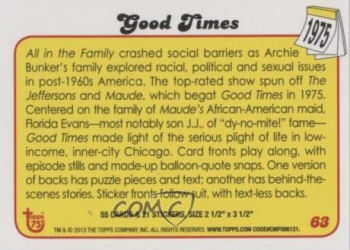 Good Times
1975
All in the Family crashed social barriers as Archie
Bunker's family explored racial, political and sexual issues
in post-1960s America. The top-rated show spun off The
Jeffersons and Maude, which begat Good Times in 1975.
Centered on the family of Maude's African-American maid,
Florida Evans—most notably son J.J., of "dy-no-mite!" fame—
Good Times made light of the serious plight of life in low-
income, inner-city Chicago. Card fronts play along, with
episode stills and made-up balloon-snap quotes. One version
of backs has puzzle pieces and text; another has behind-the-
scenes stories. Sticker fronts follow suit, with text-less backs.
COMC
55 CARDS & 21 STICKERS, SIZE 2 1/2" x 3 1/2"
Topps
75
TM & © 2013 THE TOPPS COMPANY, INC. ALL RIGHTS RESERVED. WWW.TOPPS.COM CODE#CMP006121.
63